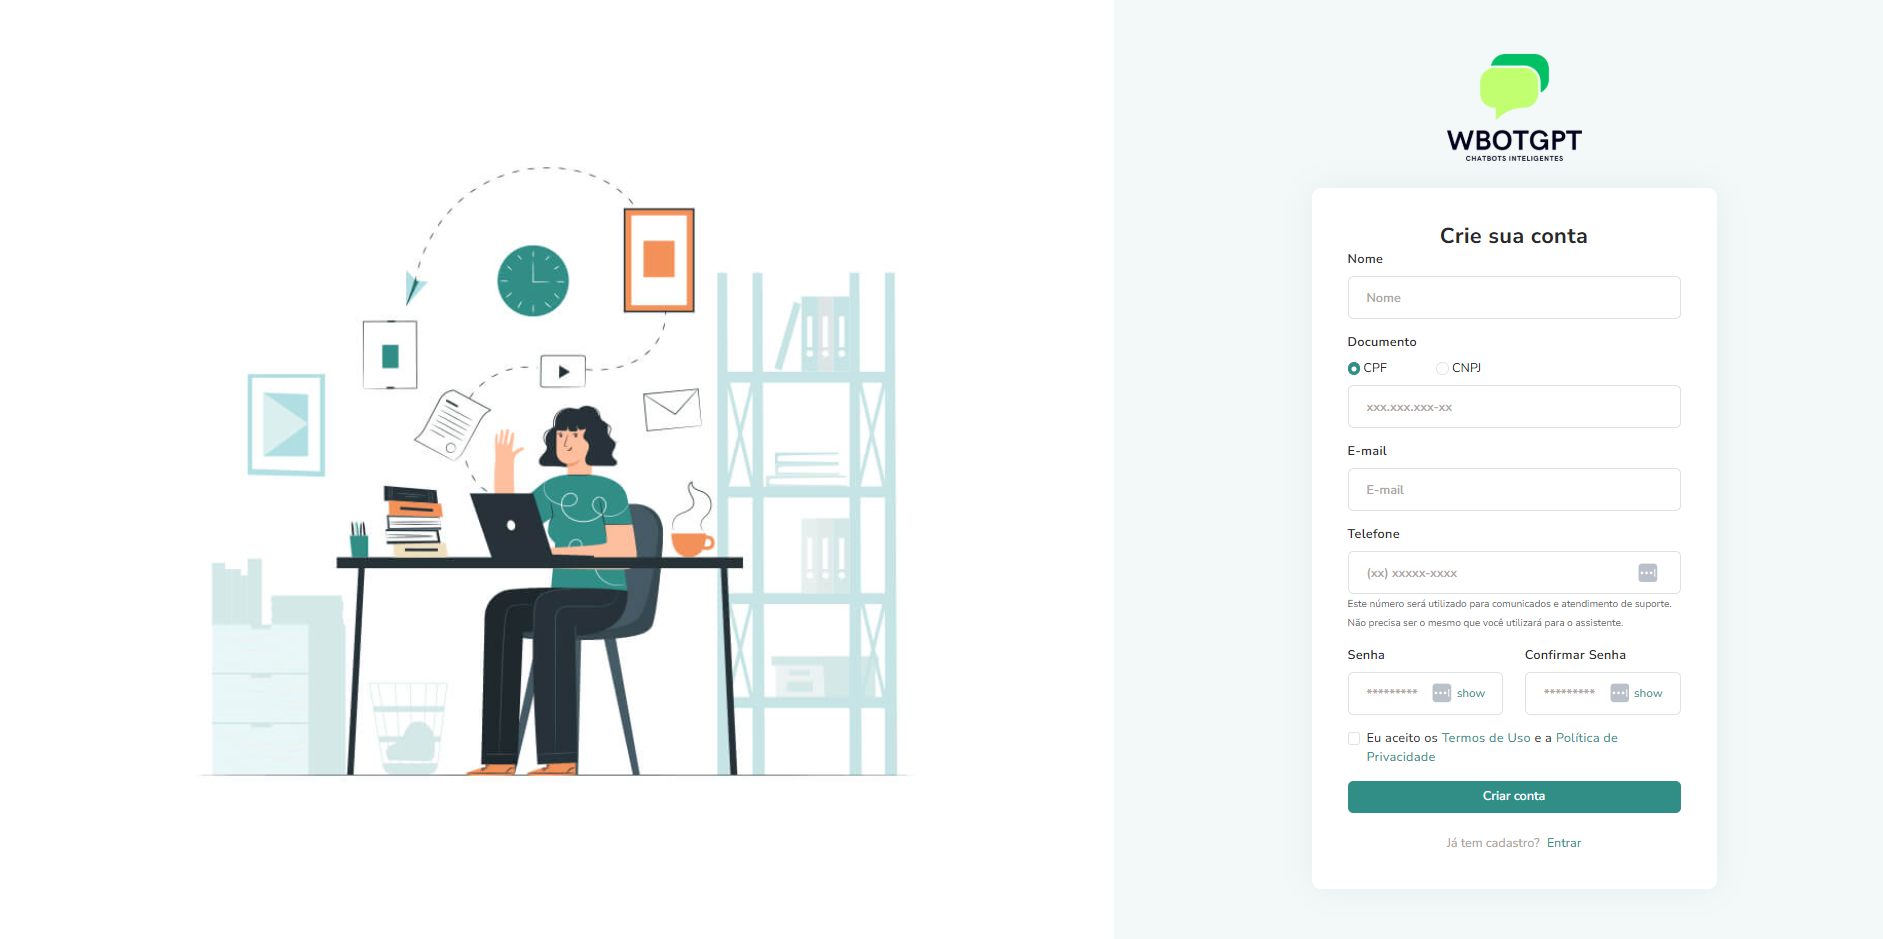 WBOTGPT
CHATBOTS INTELIGENTES
Crie sua conta
Nome
Nome
Documento
CPF CNPJ
xxx.xxx.xxx-xx
E-mail
E-mail
Telefone
(xx) xxxxx-xxxx
Este número será utilizado para comunicados e atendimento de suporte.
Não precisa ser o mesmo que você utilizará para o assistente.
Senha Confirmar Senha
********* show ********* show
Eu aceito os Termos de Uso e a Política de
Privacidade
Criar conta
Já tem cadastro? Entrar